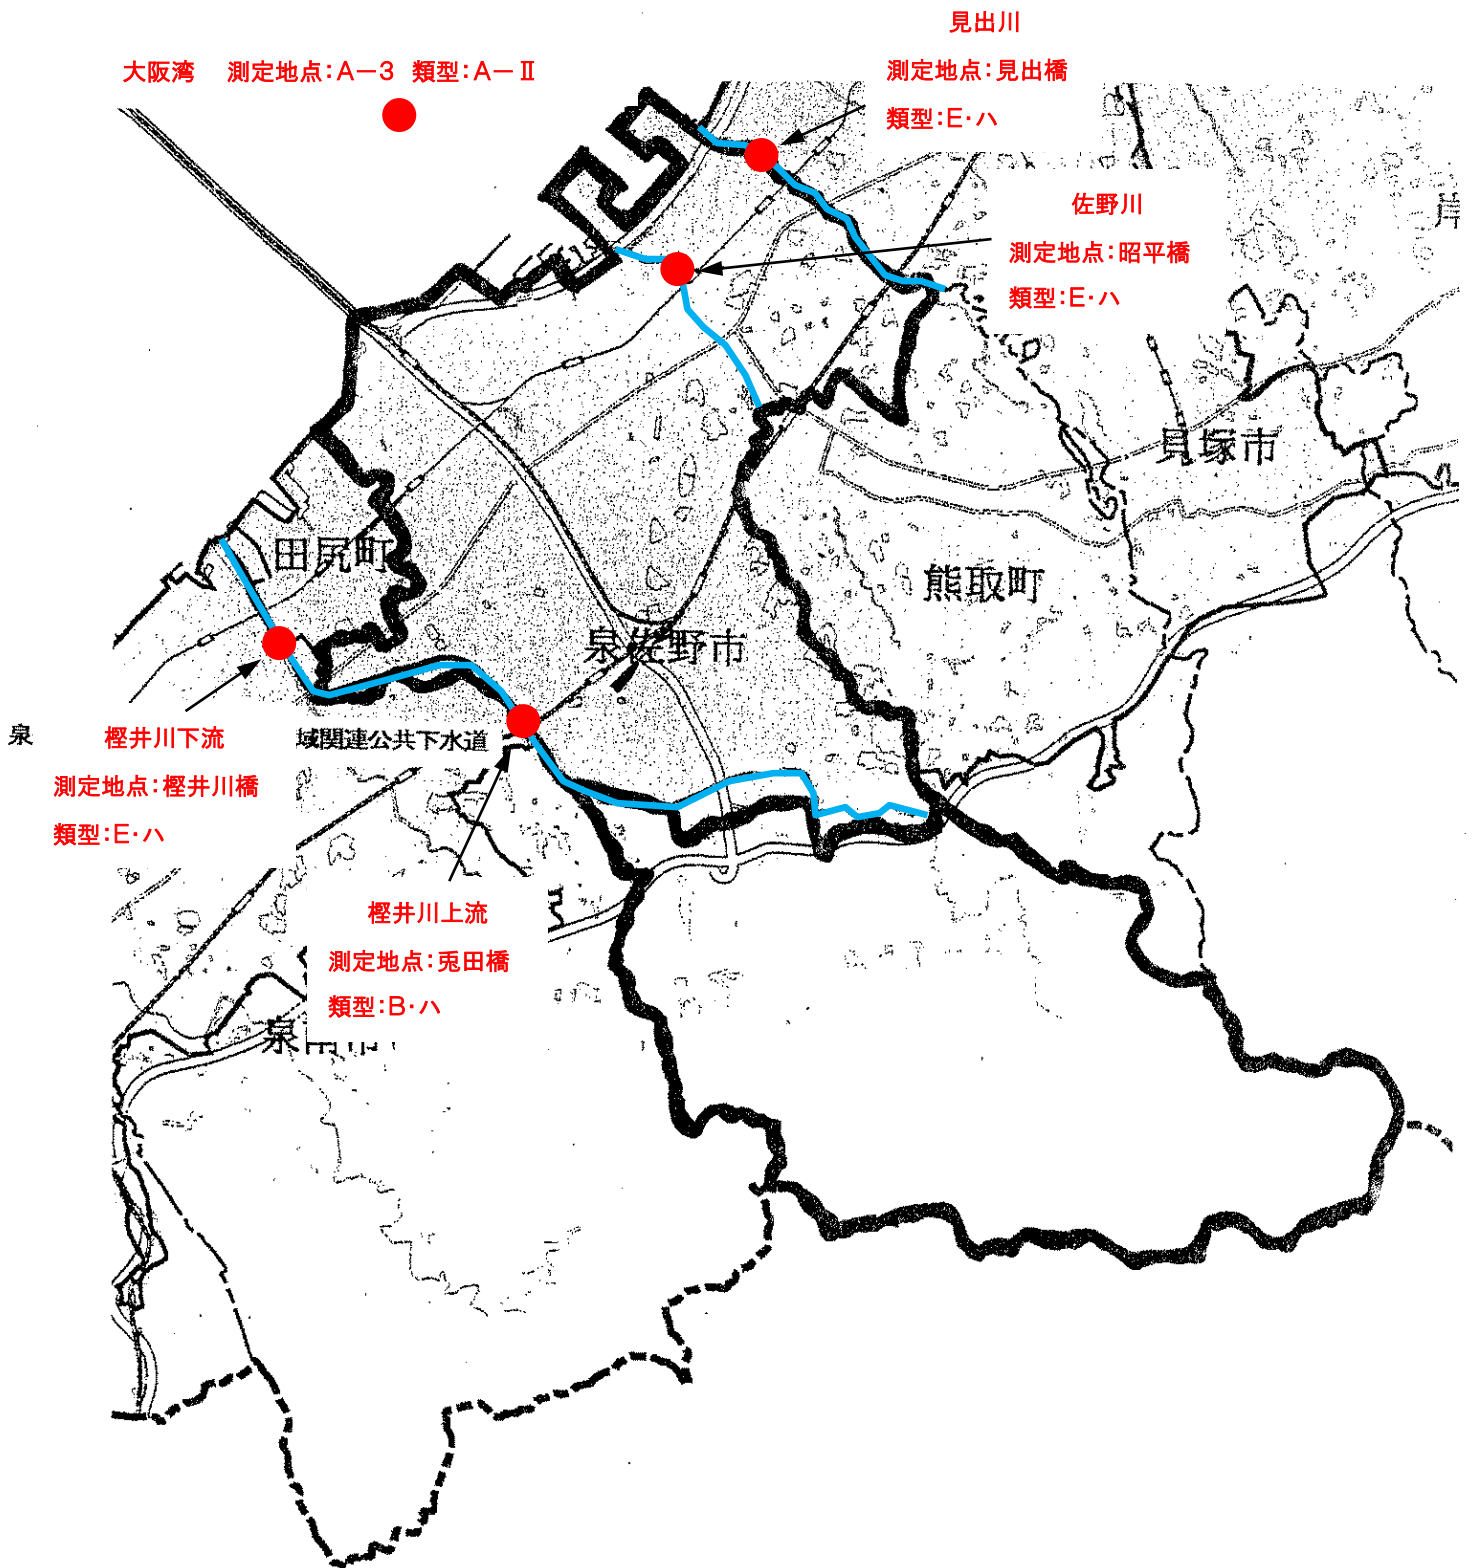 見出川
大阪湾 測定地点:A-3 類型:A-Ⅱ
測定地点:見出橋
類型:E・ハ
佐野川
測定地点:昭平橋
類型:E・ハ
岸
貝塚市
田尻町
熊取町
泉佐野市
泉
樫井川下流
域関連公共下水道
測定地点:樫井川橋
類型:E・ハ
樫井川上流
測定地点:兎田橋
類型:B・ハ
泉南市